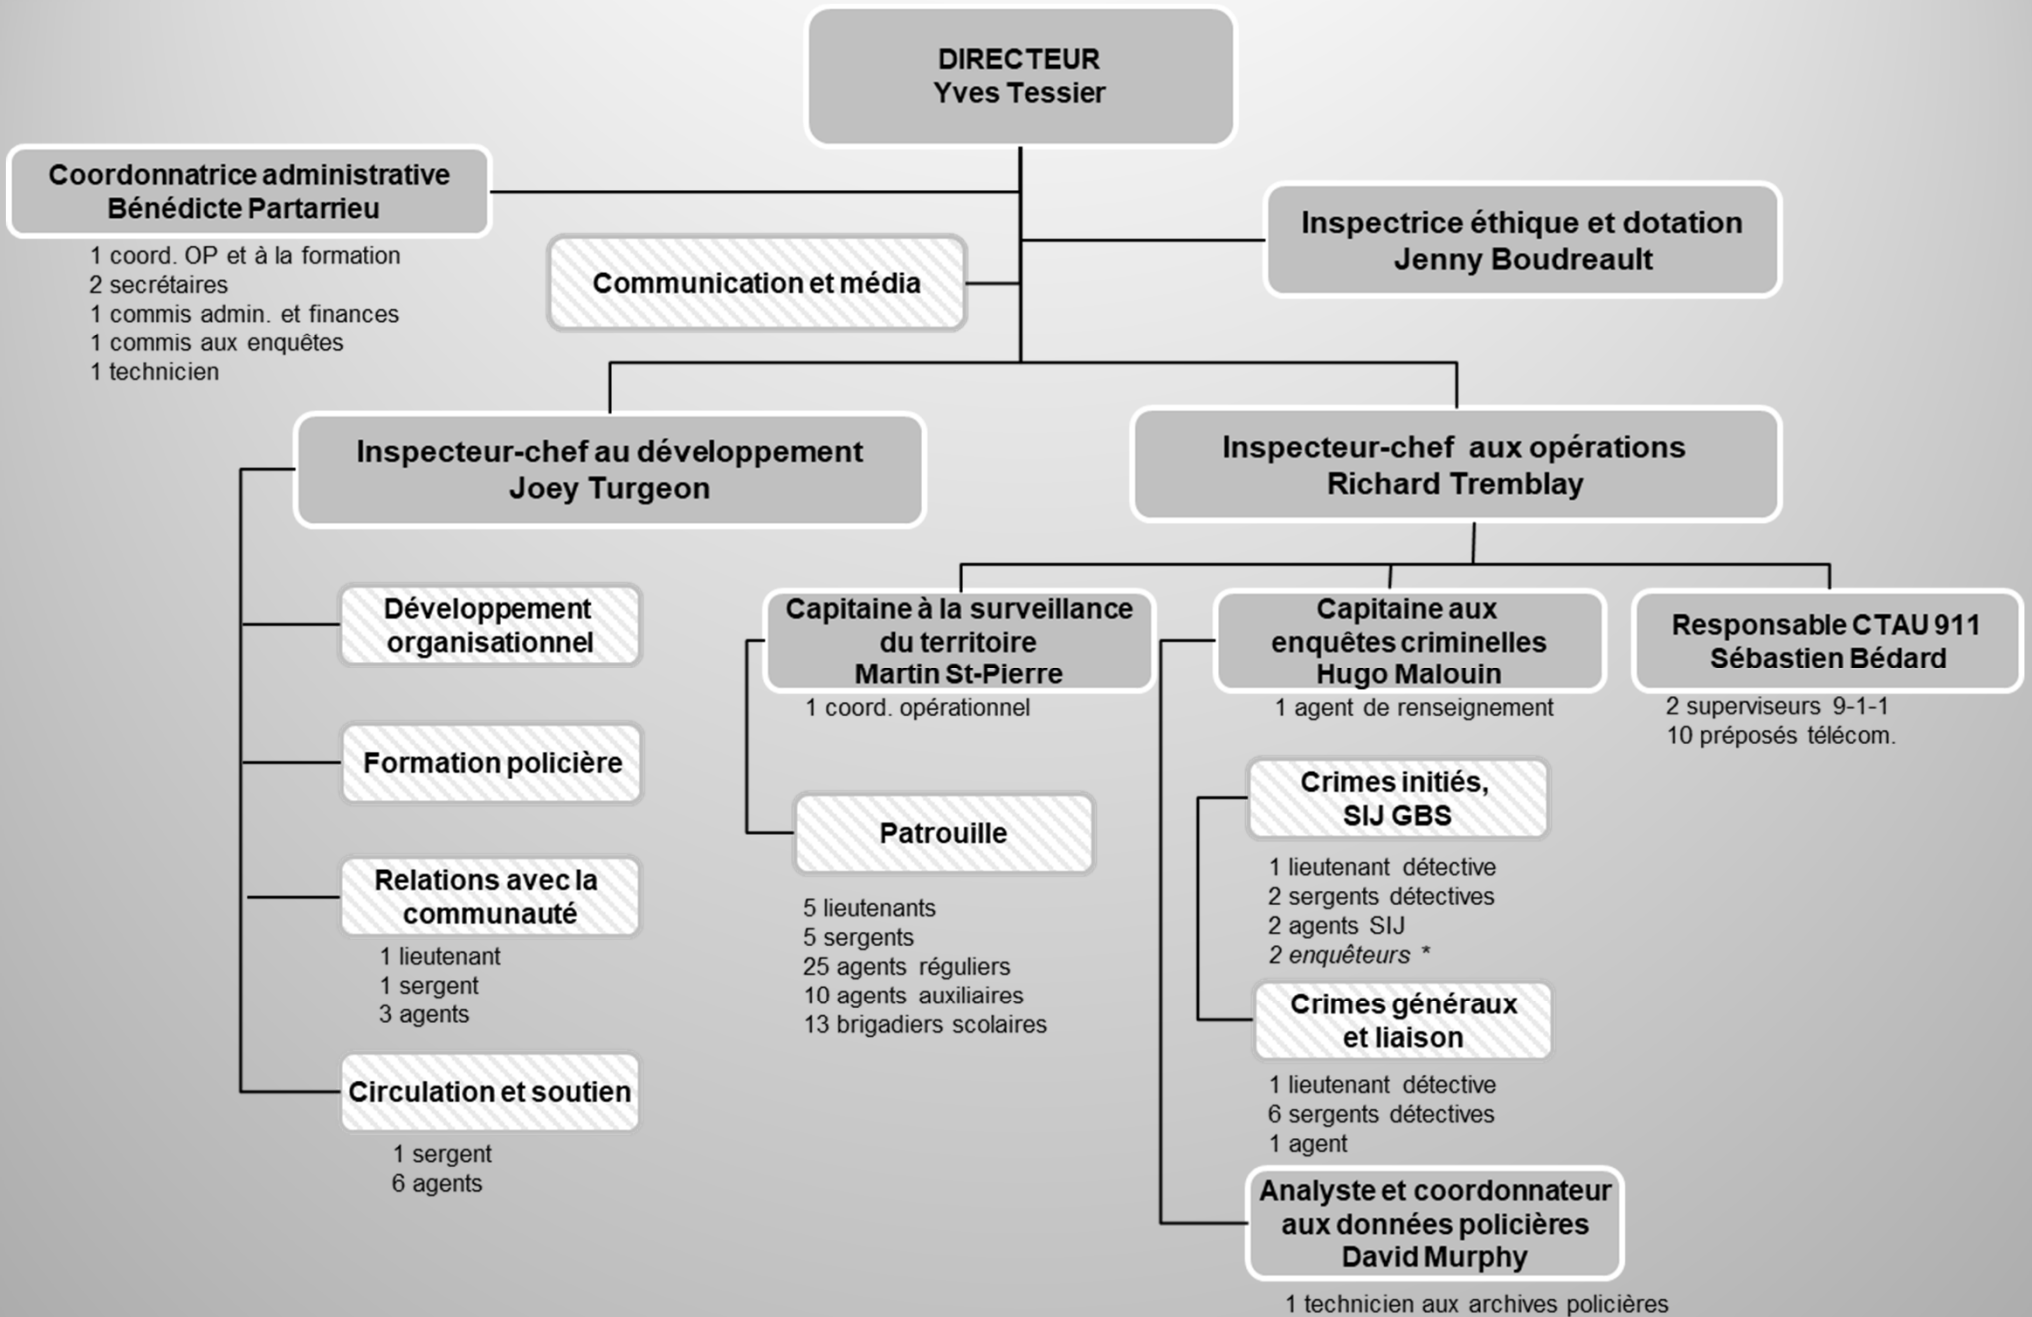 DIRECTEUR
Yves Tessier
Coordonnatrice administrative
Bénédicte Partarrieu
1 coord. OP et à la formation
2 secrétaires
1 commis admin. et finances
1 commis aux enquêtes
1 technicien
Inspectrice éthique et dotation
Jenny Boudreault
Communication et média
Inspecteur-chef au développement
Joey Turgeon
Inspecteur-chef aux opérations
Richard Tremblay
Développement
organisationnel
Formation policière
Relations avec la
communauté
1 lieutenant
1 sergent
3 agents
Circulation et soutien
1 sergent
6 agents
Capitaine à la surveillance
du territoire
Martin St-Pierre
1 coord. opérationnel
Patrouille
5 lieutenants
5 sergents
25 agents réguliers
10 agents auxiliaires
13 brigadiers scolaires
Capitaine aux
enquêtes criminelles
Hugo Malouin
1 agent de renseignement
Crimes initiés,
SIJ GBS
1 lieutenant détective
2 sergents détectives
2 agents SIJ
2 enquêteurs *
Crimes généraux
et liaison
1 lieutenant détective
6 sergents détectives
1 agent
Analyste et coordonnateur
aux données policières
David Murphy
1 technicien aux archives policières
Responsable CTAU 911
Sébastien Bédard
2 superviseurs 9-1-1
10 préposés télécom.